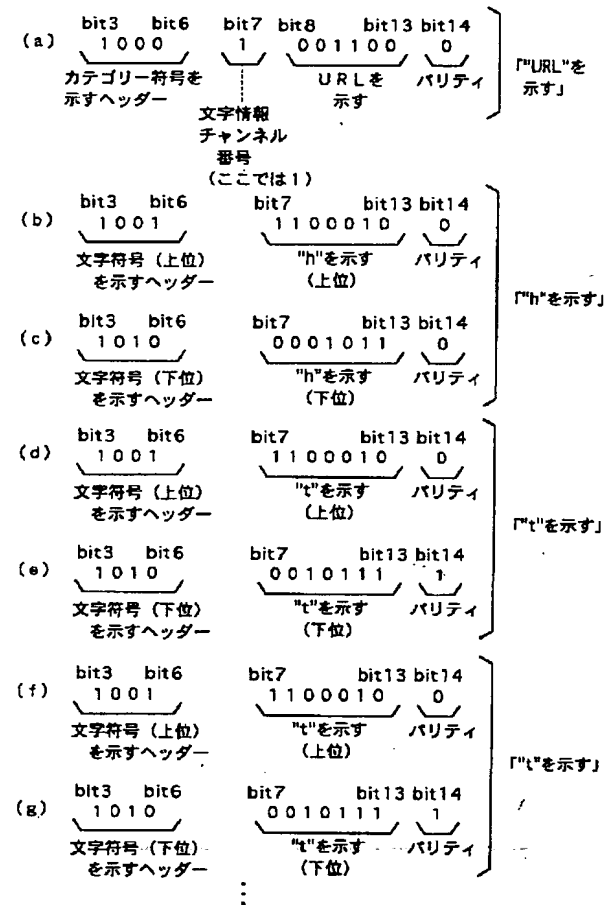 (a) bit3 bit6 bit7 bit8 bit13 bit14
1000 1 001100 0
カテゴリー符号を URLを パリティ 「"URL"を
示すヘッダー 示す 示す」
文字情報
チャンネル
番号
(ここでは1)
(b) bit3 bit6 bit7 bit13 bit14
1001 1100010 0
文字符号(上位) "h"を示す パリティ
を示すヘッダー (上位)
「"h"を示す」
(c) bit3 bit6 bit7 bit13 bit14
1010 0001011 0
文字符号(下位) "h"を示す パリティ
を示すヘッダー (下位)
(d) bit3 bit6 bit7 bit13 bit14
1001 1100010 0
文字符号(上位) "t"を示す パリティ
を示すヘッダー (上位)
「"t"を示す」
(e) bit3 bit6 bit7 bit13 bit14
1010 0010111 1
文字符号(下位) "t"を示す パリティ
を示すヘッダー (下位)
(f) bit3 bit6 bit7 bit13 bit14
1001 1100010 0
文字符号(上位) "t"を示す パリティ
を示すヘッダー (上位)
「"t"を示す」
(g) bit3 bit6 bit7 bit13 bit14
1010 0010111 1
文字符号(下位) "t"を示す パリティ
を示すヘッダー (下位)